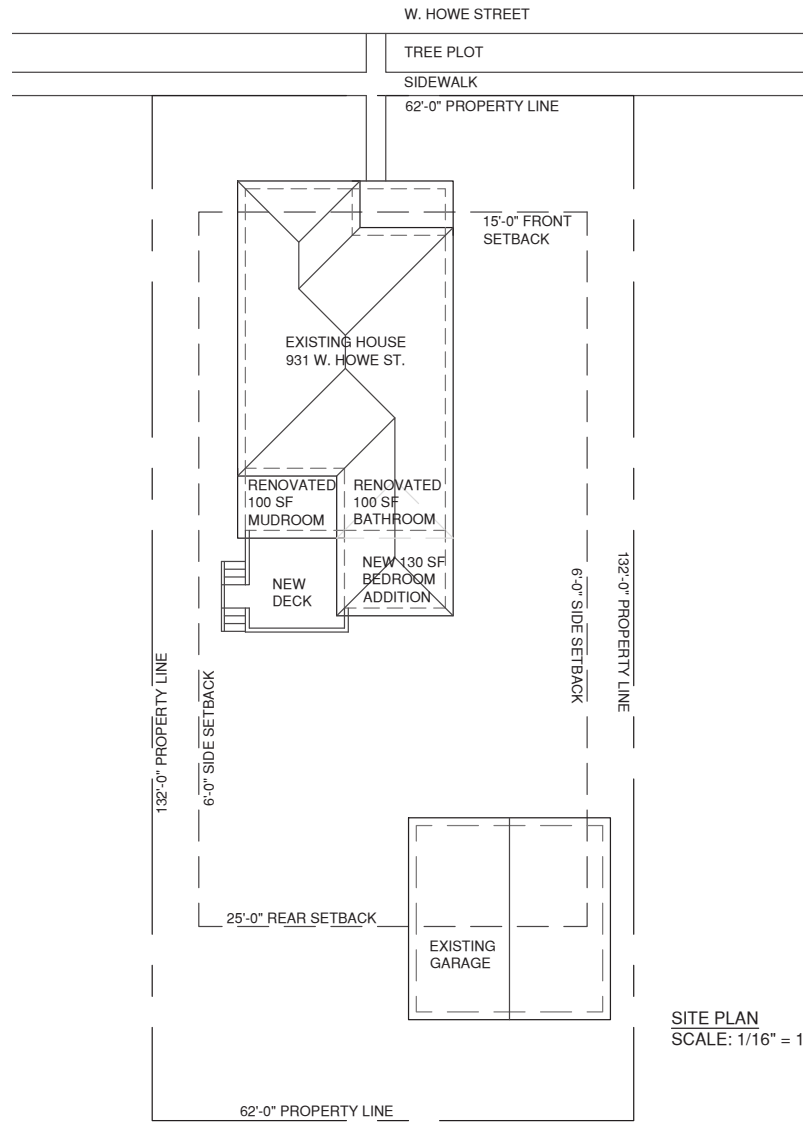 W. HOWE STREET
TREE PLOT
SIDEWALK
62'-0" PROPERTY LINE
15'-0" FRONT
SETBACK
EXISTING HOUSE
931 W. HOWE ST.
RENOVATED
100 SF
MUDROOM
RENOVATED
100 SF
BATHROOM
NEW 130 SF
BEDROOM
ADDITION
NEW
DECK
132'-0" PROPERTY LINE
6'-0" SIDE SETBACK
6'-0" SIDE SETBACK
132'-0" PROPERTY LINE
25'-0" REAR SETBACK
EXISTING
GARAGE
SITE PLAN
SCALE: 1/16" = 1
62'-0" PROPERTY LINE